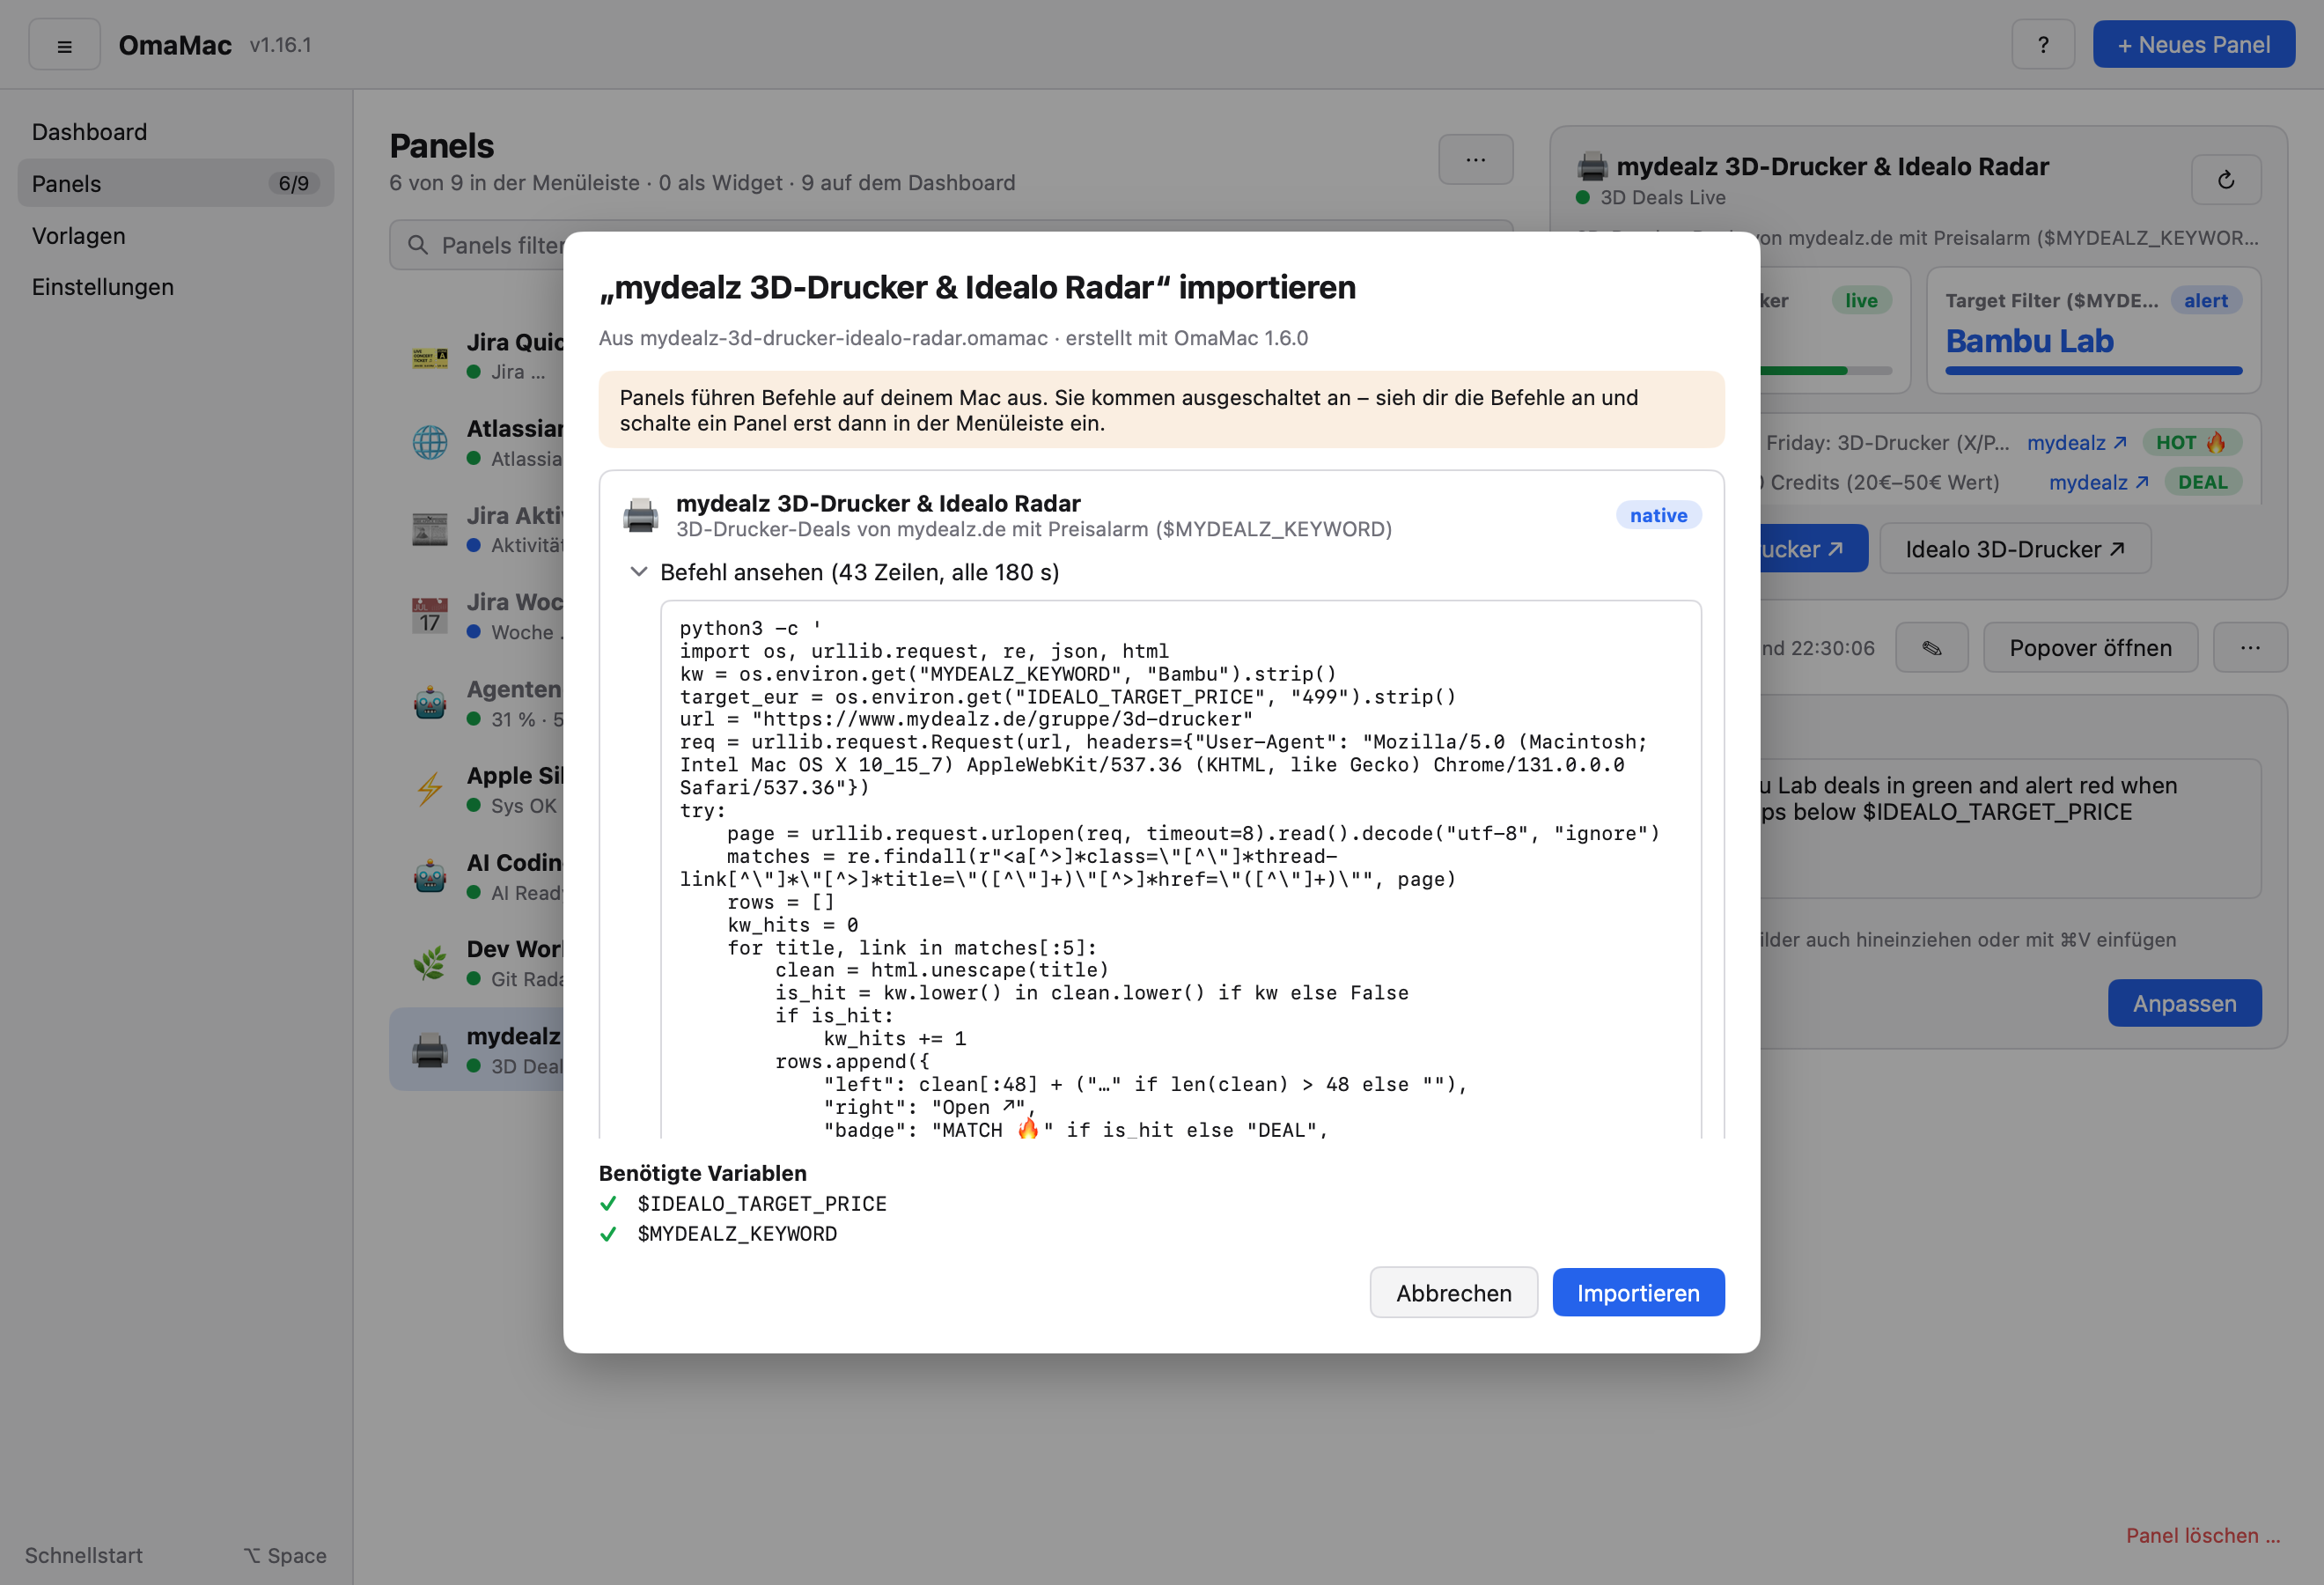 ≡
OmaMac v1.16.1
?
+ Neues Panel
Dashboard
Panels 6/9
Vorlagen
Einstellungen
Schnellstart ⌥ Space
Panels
6 von 9 in der Menüleiste · 0 als Widget · 9 auf dem Dashboard
...
Panels filter
Jira Quic
Jira ...
Atlassian
Atlassia
Jira Akti
Aktivität
Jira Woc
Woche
Agenten
31 % · 5
Apple Sil
Sys OK
AI Codin
AI Read
Dev Wor
Git Rada
mydealz
3D Deal
„mydealz 3D-Drucker & Idealo Radar“ importieren
Aus mydealz-3d-drucker-idealo-radar.omamac · erstellt mit OmaMac 1.6.0
Panels führen Befehle auf deinem Mac aus. Sie kommen ausgeschaltet an – sieh dir die Befehle an und
schalte ein Panel erst dann in der Menüleiste ein.
mydealz 3D-Drucker & Idealo Radar
3D-Drucker-Deals von mydealz.de mit Preisalarm ($MYDEALZ_KEYWORD)
native
Befehl ansehen (43 Zeilen, alle 180 s)
python3 -c '
import os, urllib.request, re, json, html
kw = os.environ.get("MYDEALZ_KEYWORD", "Bambu").strip()
target_eur = os.environ.get("IDEALO_TARGET_PRICE", "499").strip()
url = "https://www.mydealz.de/gruppe/3d-drucker"
req = urllib.request.Request(url, headers={"User-Agent": "Mozilla/5.0 (Macintosh;
Intel Mac OS X 10_15_7) AppleWebKit/537.36 (KHTML, like Gecko) Chrome/131.0.0.0
Safari/537.36"})
try:
    page = urllib.request.urlopen(req, timeout=8).read().decode("utf-8", "ignore")
    matches = re.findall(r"<a[^>]*class=\"[^\"]*thread-
link[^\"]*\"[^>]*title=\"([^\"]+)\"[^>]*href=\"([^\"]+)\"", page)
    rows = []
    kw_hits = 0
    for title, link in matches[:5]:
        clean = html.unescape(title)
        is_hit = kw.lower() in clean.lower() if kw else False
        if is_hit:
            kw_hits += 1
        rows.append({
            "left": clean[:48] + ("…" if len(clean) > 48 else ""),
            "right": "Open ↗",
            "badge": "MATCH 🔥" if is_hit else "DEAL",
Benötigte Variablen
✓ $IDEALO_TARGET_PRICE
✓ $MYDEALZ_KEYWORD
Abbrechen
Importieren
mydealz 3D-Drucker & Idealo Radar
3D Deals Live
↻
von mydealz.de mit Preisalarm ($MYDEALZ_KEYWOR...
ker live
Target Filter ($MYDE... alert
Bambu Lab
Friday: 3D-Drucker (X/P... mydealz ↗ HOT 🔥
Credits (20€–50€ Wert) mydealz ↗ DEAL
ucker ↗
Idealo 3D-Drucker ↗
nd 22:30:06
✎
Popover öffnen
...
u Lab deals in green and alert red when
ps below $IDEALO_TARGET_PRICE
ilder auch hineinziehen oder mit ⌘V einfügen
Anpassen
Panel löschen ...